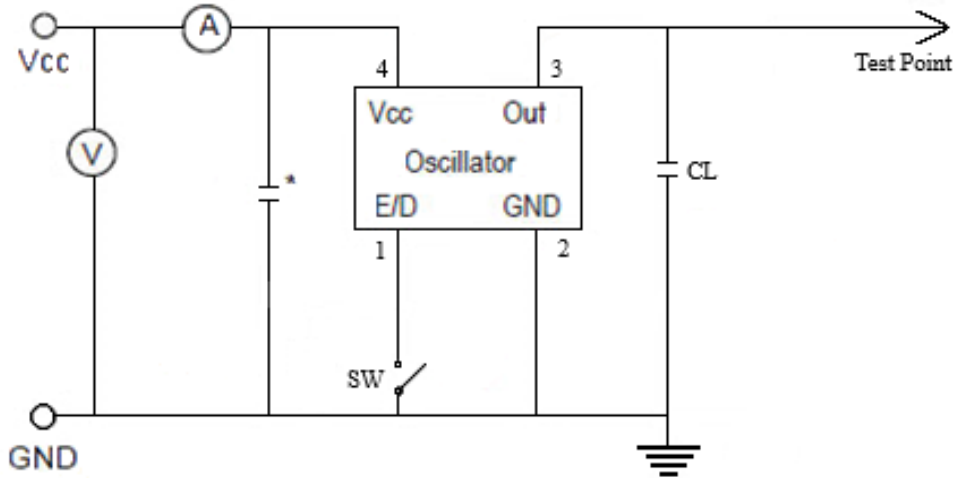 A
Vcc
Test Point
4
3
Vcc
Out
V
Oscillator
*
CL
E/D
GND
1
2
SW
GND